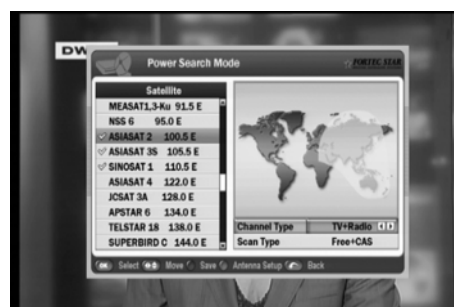 DW
Power Search Mode
FORTEC STAR
Satellite
MEASAT1,3-Ku 91.5 E
NSS 6 95.0 E
ASIASAT 2 100.5 E
ASIASAT 3S 105.5 E
SINOSAT 1 110.5 E
ASIASAT 4 122.0 E
JCSAT 3A 128.0 E
APSTAR 6 134.0 E
TELSTAR 18 138.0 E
SUPERBIRD C 144.0 E
Channel Type TV+Radio
Scan Type Free+CAS
Select Move Save Antenna Setup Back